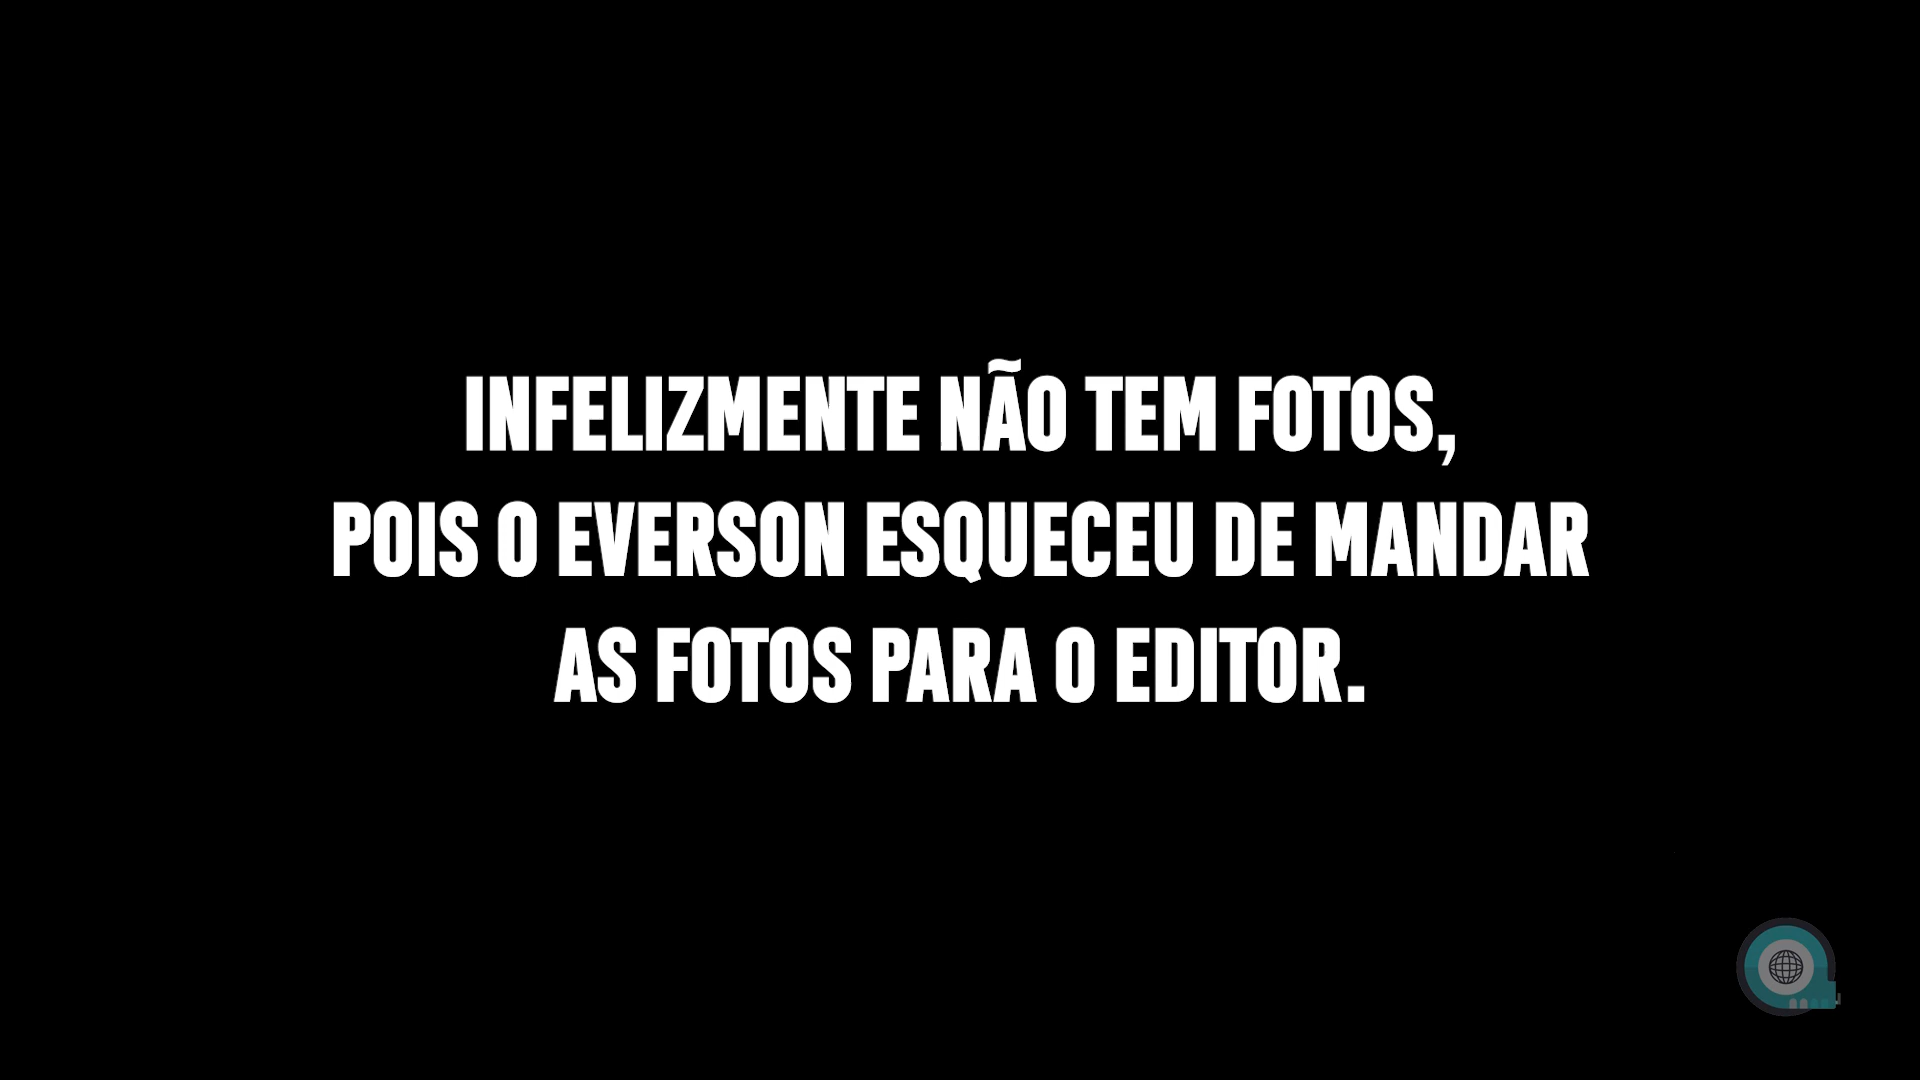 INFELIZMENTE NÃO TEM FOTOS,
POIS O EVERSON ESQUECEU DE MANDAR
AS FOTOS PARA O EDITOR.